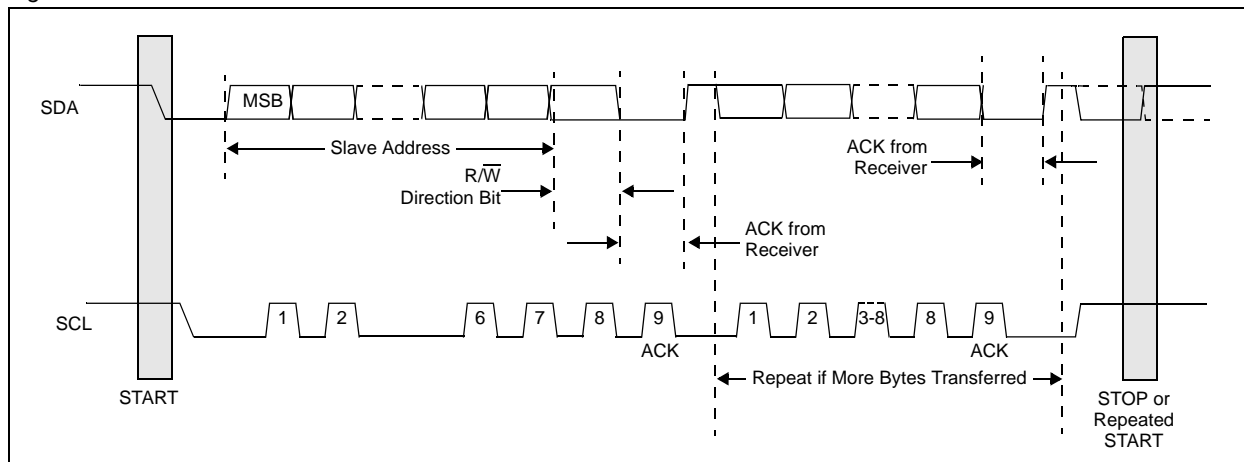 SDA
MSB
Slave Address
R/W
Direction Bit
ACK from
Receiver
ACK from
Receiver
SCL
1
2
6
7
8
9
1
2
3-8
8
9
ACK
ACK
Repeat if More Bytes Transferred
START
STOP or
Repeated
START